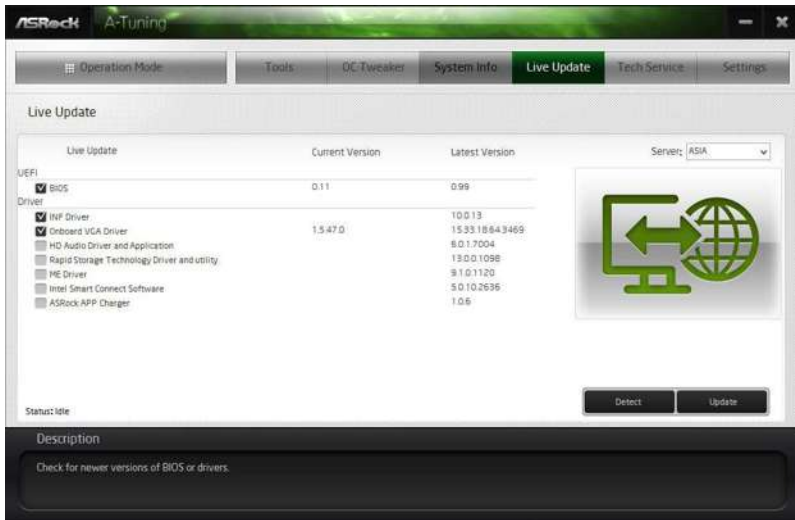 ASRock A-Tuning
Operation Mode Tools OC Tweaker System Info Live Update Tech Service Settings
Live Update
Live Update Current Version Latest Version Server: ASIA
UEFI
BIOS 0.11 0.99
Driver
INF Driver 10.0.13
Onboard VGA Driver 1.5.47.0 15.33.18.64.3469
HD Audio Driver and Application 6.0.1.7004
Rapid Storage Technology Driver and utility 13.0.0.1098
ME Driver 9.1.0.1120
Intel Smart Connect Software 5.0.10.2636
ASRock APP Charger 1.0.6
Detect Update
Status: Idle
Description
Check for newer versions of BIOS or drivers.